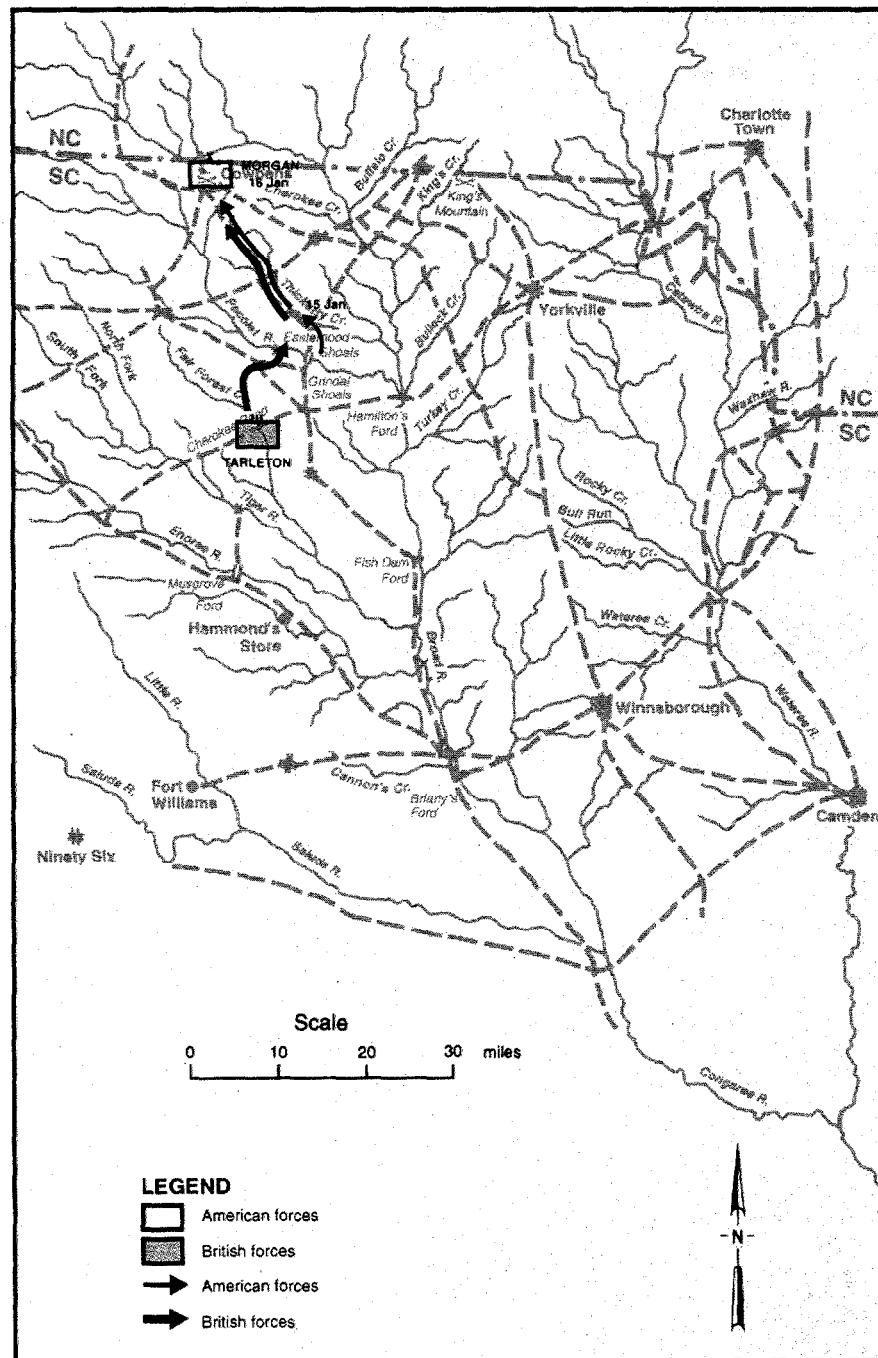 Charlotte
Town
NC
SC
MORGAN
Cowpens
16 Jan
Cherokee Cr.
Buffalo Cr.
King's Cr.
King's
Mountain
15 Jan
Thicketty Cr.
Pacolet R.
Easterwood
Shoals
Bullock Cr.
Catawba R.
Yorkville
North Fork
South Fork
Fair Forest Cr.
Grindal
Shoals
Hamilton's
Ford
Turkey Cr.
Waxhaw R.
NC
SC
TARLETON
Tiger R.
Rocky Cr.
Bull Run
Little Rocky Cr.
Enoree R.
Musgrove
Ford
Fish Dam
Ford
Hammond's
Store
Wateree Cr.
Broad R.
Little R.
Winnsborough
Wateree R.
Saluda R.
Fort
Williams
Cannon's Cr.
Briarly's
Ford
Camden
Ninety Six
Saluda R.
Scale
0 10 20 30 miles
Congaree R.
LEGEND
American forces
British forces
American forces
British forces
N